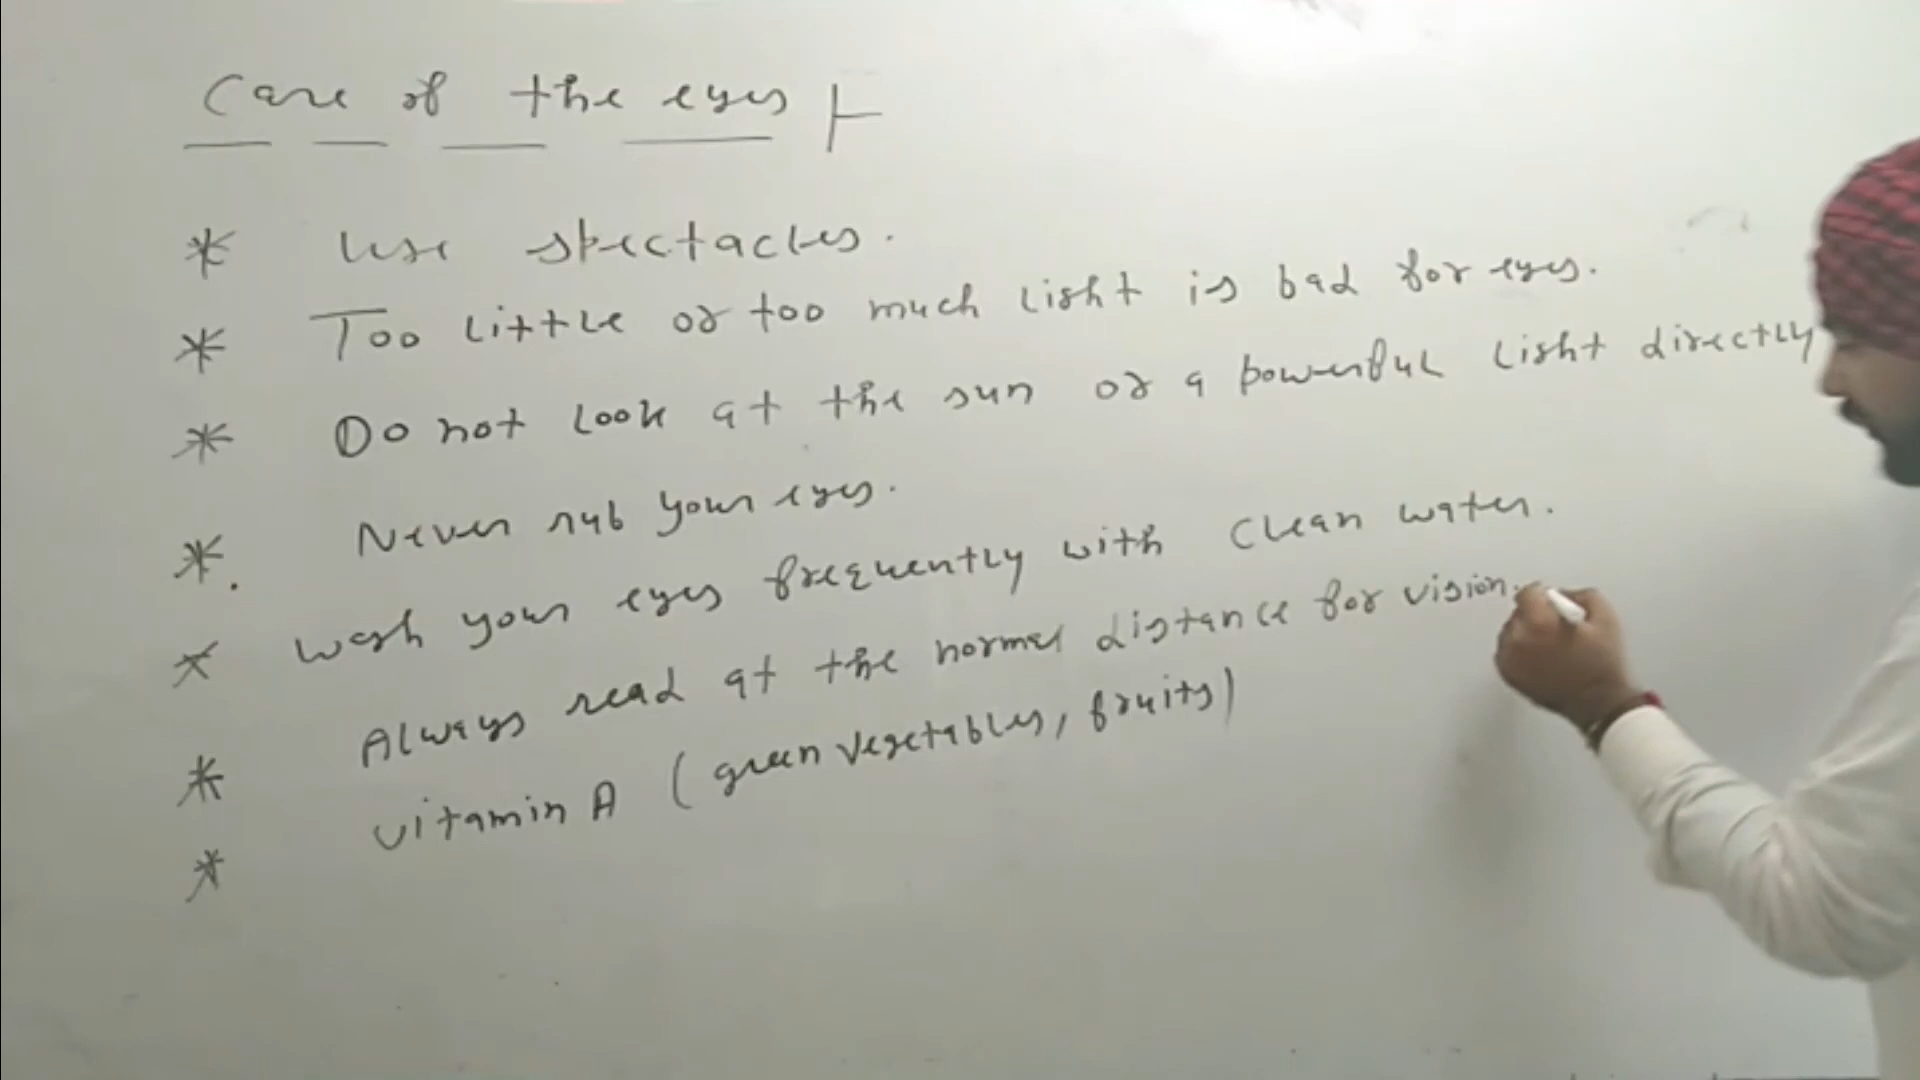 Care of the eyes :-
* Use spectacles.
* Too little or too much light is bad for eyes.
* Do not look at the sun or a powerful light directly
* Never rub your eyes.
* Wash your eyes frequently with clean water.
* Always read at the normal distance for vision.
* Vitamin A (green vegetables, fruits)